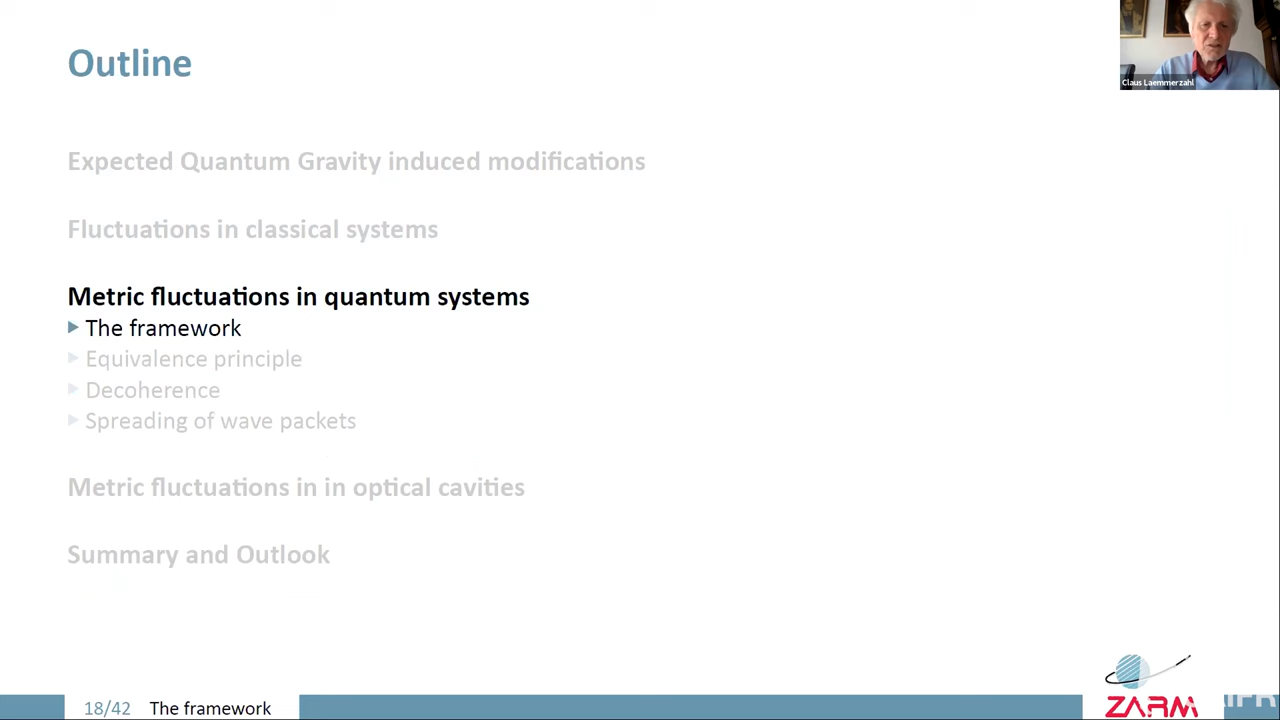 Outline
Claus Laemmerzahl
Expected Quantum Gravity induced modifications
Fluctuations in classical systems
Metric fluctuations in quantum systems
The framework
Equivalence principle
Decoherence
Spreading of wave packets
Metric fluctuations in in optical cavities
Summary and Outlook
18/42 The framework
ZARM